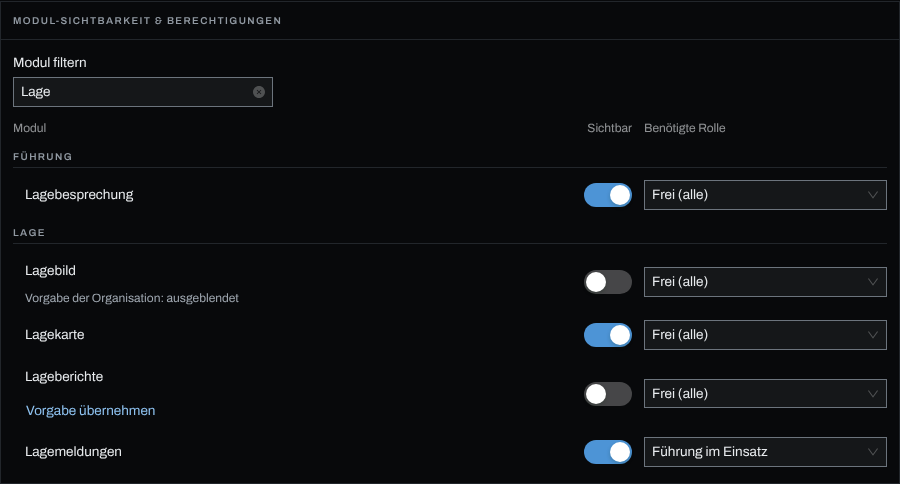 MODUL-SICHTBARKEIT & BERECHTIGUNGEN
Modul filtern
Lage
Modul Sichtbar Benötigte Rolle
FÜHRUNG
Lagebesprechung Frei (alle)
LAGE
Lagebild Frei (alle)
Vorgabe der Organisation: ausgeblendet
Lagekarte Frei (alle)
Lageberichte Frei (alle)
Vorgabe übernehmen
Lagemeldungen Führung im Einsatz